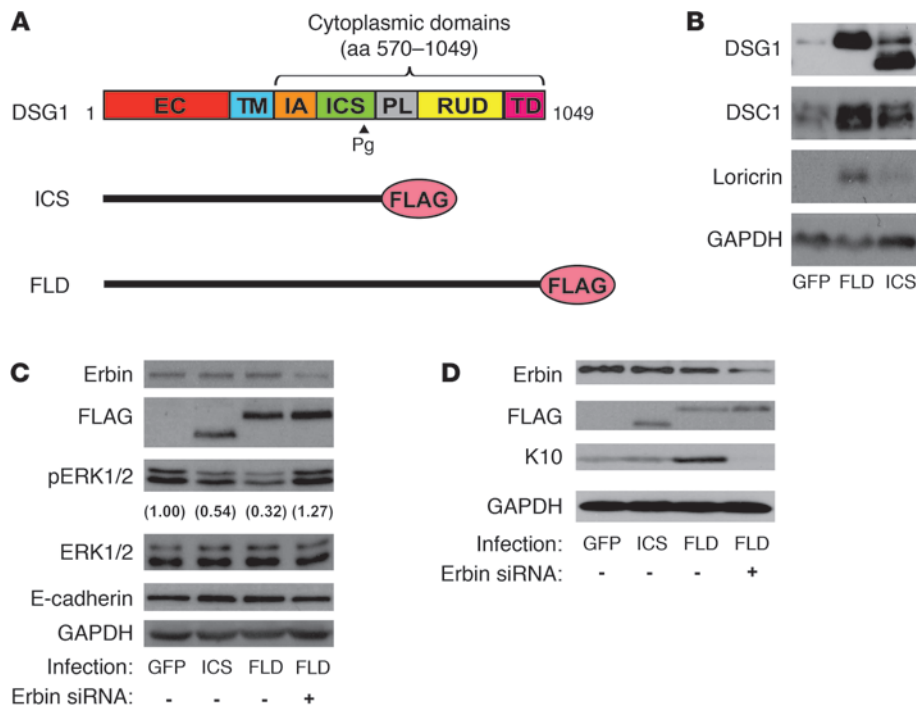 A
Cytoplasmic domains
(aa 570–1049)
DSG1 1 EC TM IA ICS PL RUD TD 1049
Pg
ICS FLAG
FLD FLAG
B
DSG1
DSC1
Loricrin
GAPDH
GFP FLD ICS
C
Erbin
FLAG
pERK1/2
(1.00) (0.54) (0.32) (1.27)
ERK1/2
E-cadherin
GAPDH
Infection: GFP ICS FLD FLD
Erbin siRNA: - - - +
D
Erbin
FLAG
K10
GAPDH
Infection: GFP ICS FLD FLD
Erbin siRNA: - - - +